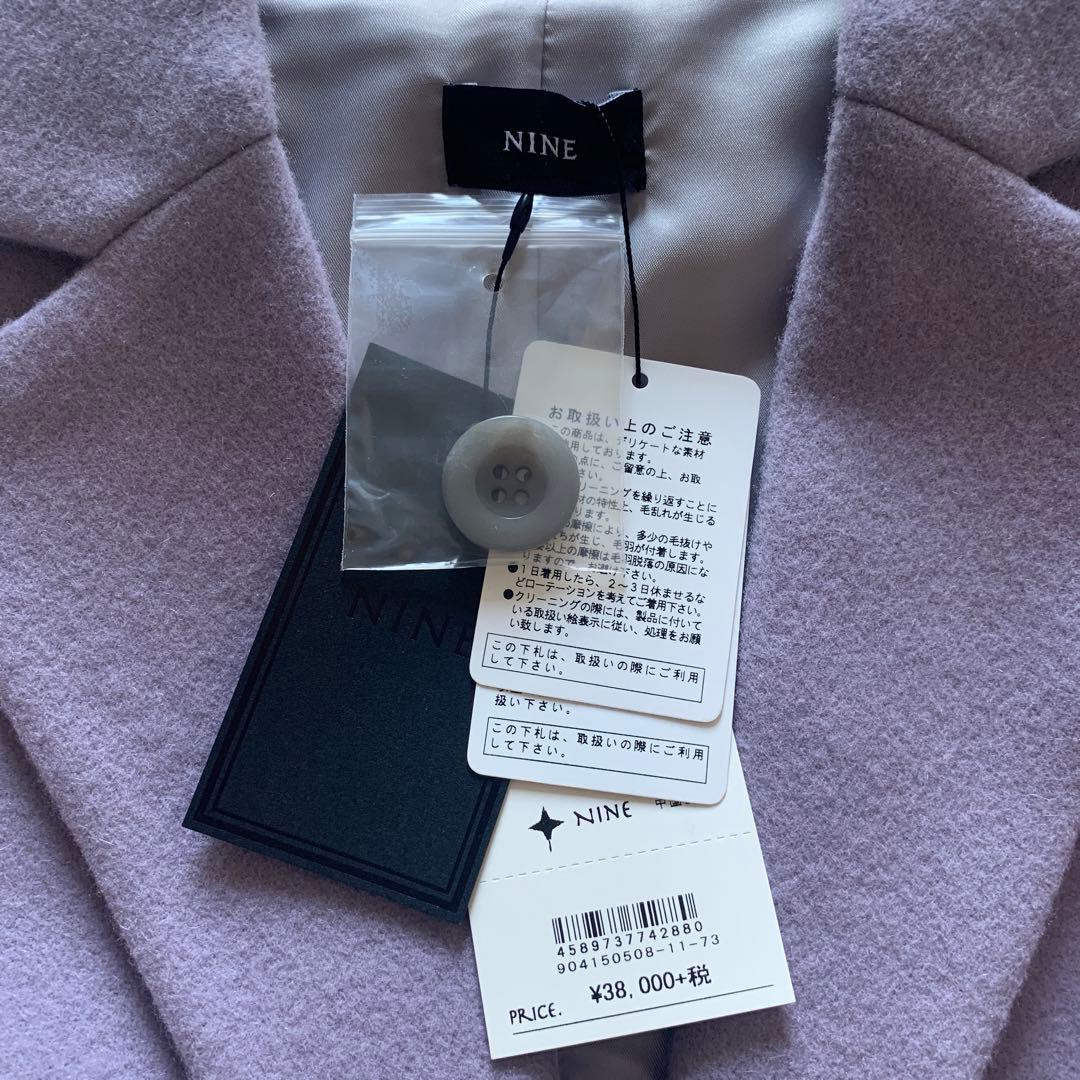 NINE
お取扱い上のご注意
この商品は、デリケートな素材
用しております。
点に、ご留意の上、お取
さい。
リーニングを繰り返すことに
材の特性上、毛乱れが生じる
ります。
摩擦により、多少の毛抜けや
ちが生じ、毛羽が付着します。
以上の摩擦は毛羽脱落の原因にな
りますので、お避け下さい。
●1日着用したら、2〜3日休ませるな
どローテーションを考えてご着用下さい。
●クリーニングの際には、製品に付いて
いる取扱い絵表示に従い、処理をお願
い致します。
この下札は、取扱いの際にご利用
して下さい。
扱い下さい。
この下札は、取扱いの際にご利用
して下さい。
NINE
NINE
中国
4589737742880
904150508-11-73
¥38,000+税
PRICE.